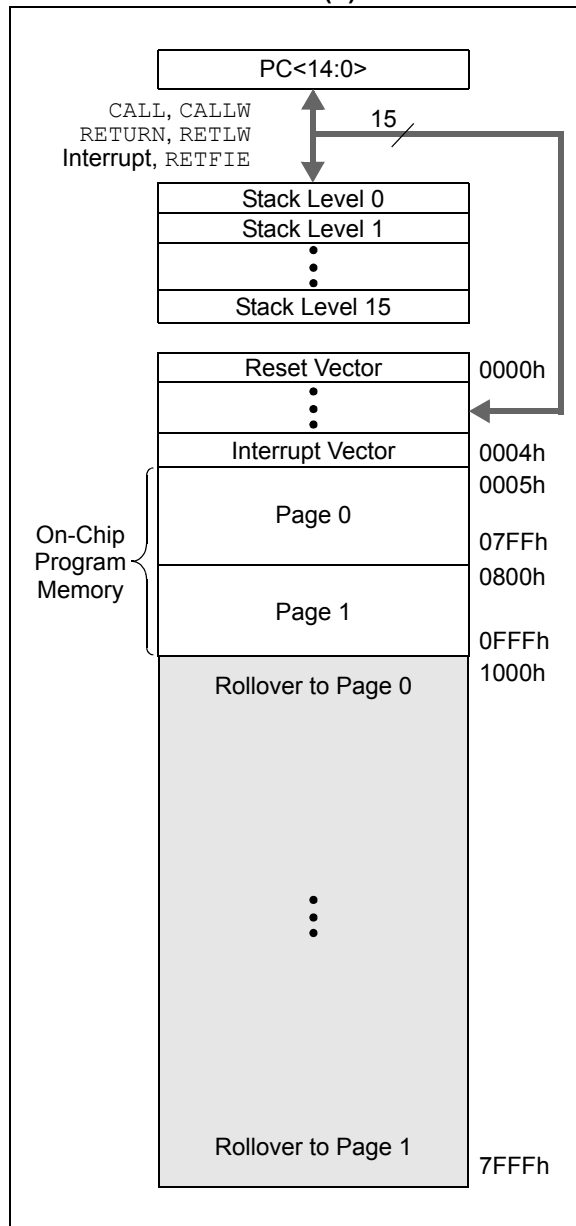 PC<14:0>
CALL, CALLW
RETURN, RETLW
Interrupt, RETFIE
15
Stack Level 0
Stack Level 1
Stack Level 15
Reset Vector
0000h
Interrupt Vector
0004h
0005h
On-Chip
Program
Memory
Page 0
07FFh
0800h
Page 1
0FFFh
1000h
Rollover to Page 0
Rollover to Page 1
7FFFh